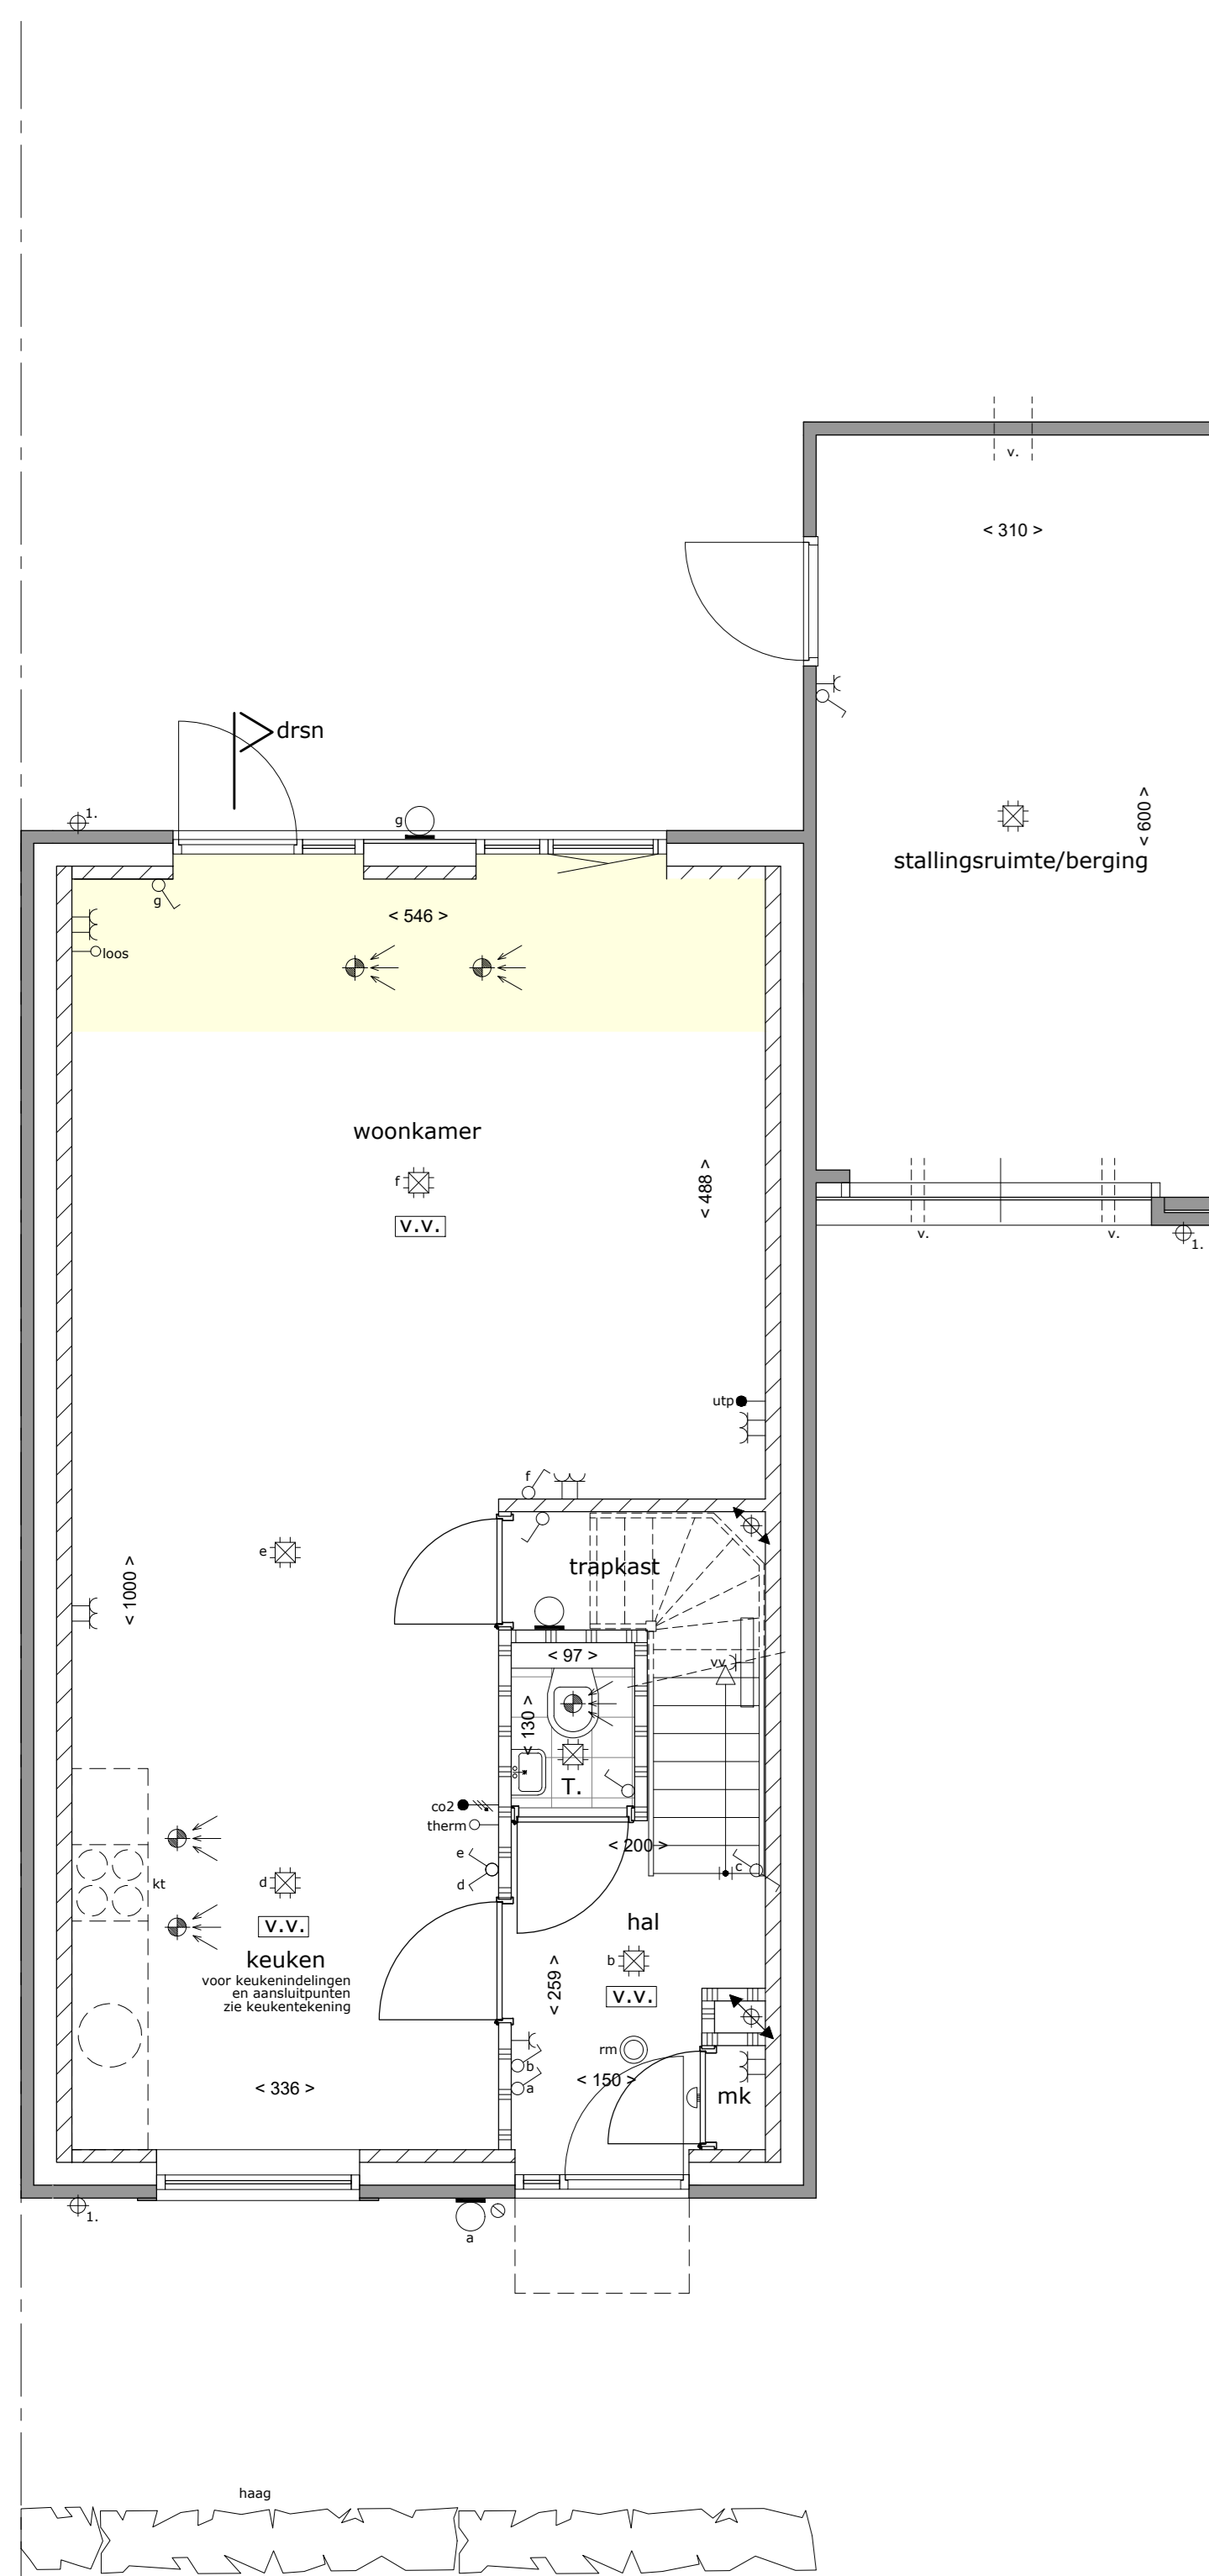 v.
< 310 >
drsn
1.
g
< 600 >
stallingsruimte/berging
g
< 546 >
loos
woonkamer
f
v.v.
< 488 >
v.
v.
1.
utp
f
trapkast
e
< 1000 >
< 97 >
vv
< 130 >
T.
co2
therm
< 200 >
e
d
c
kt
d
v.v.
hal
keuken
voor keukenindelingen
en aansluitpunten
zie keukentekening
b
< 259 >
v.v.
rm
b
a
< 150 >
mk
< 336 >
1.
a
haag